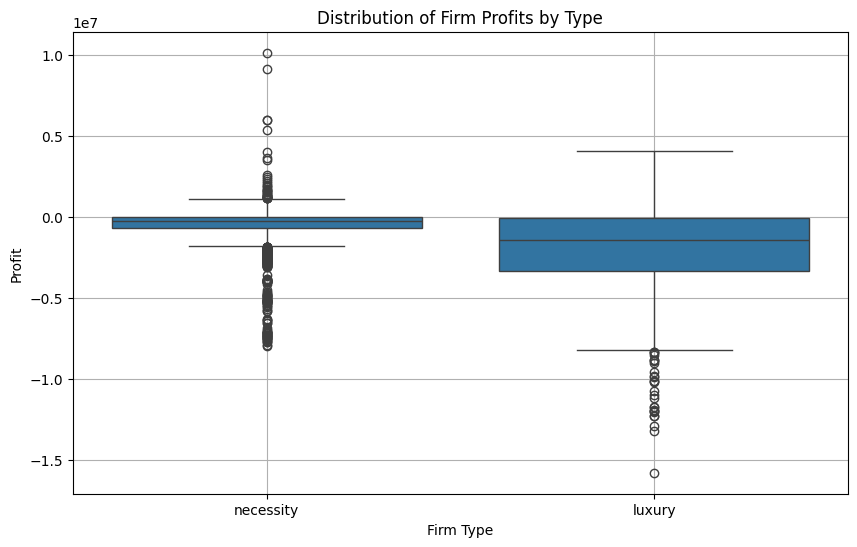 Distribution of Firm Profits by Type
1e7
1.0
0.5
0.0
−0.5
−1.0
−1.5
Profit
necessity
luxury
Firm Type